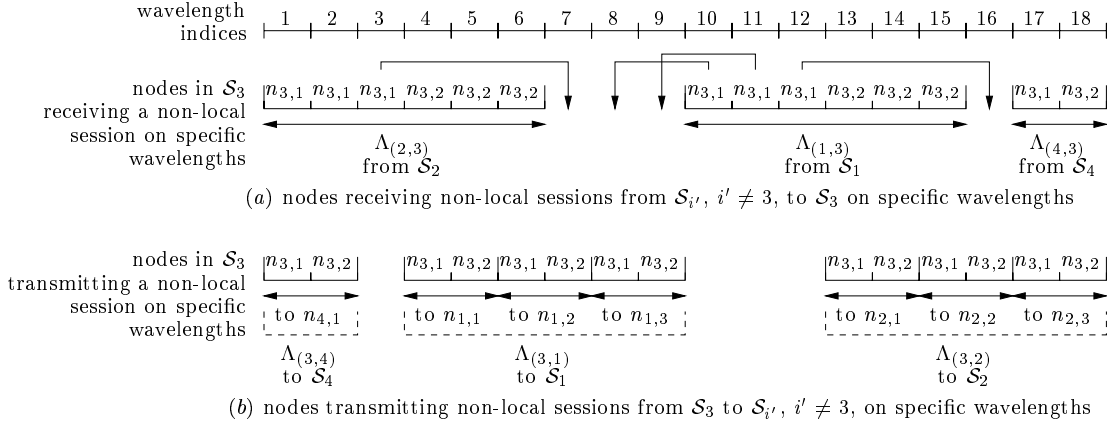 wavelength indices 1 2 3 4 5 6 7 8 9 10 11 12 13 14 15 16 17 18
nodes in S₃ receiving a non-local session on specific wavelengths
n₃,₁ n₃,₁ n₃,₁ n₃,₂ n₃,₂ n₃,₂ n₃,₁ n₃,₁ n₃,₁ n₃,₂ n₃,₂ n₃,₂ n₃,₁ n₃,₂
Λ₍₂,₃₎ Λ₍₁,₃₎ Λ₍₄,₃₎
from S₂ from S₁ from S₄
(a) nodes receiving non-local sessions from Sᵢ′, i′ ≠ 3, to S₃ on specific wavelengths
nodes in S₃ transmitting a non-local session on specific wavelengths
n₃,₁ n₃,₂ n₃,₁ n₃,₂ n₃,₁ n₃,₂ n₃,₁ n₃,₂ n₃,₁ n₃,₂ n₃,₁ n₃,₂ n₃,₁ n₃,₂
to n₄,₁ to n₁,₁ to n₁,₂ to n₁,₃ to n₂,₁ to n₂,₂ to n₂,₃
Λ₍₃,₄₎ Λ₍₃,₁₎ Λ₍₃,₂₎
to S₄ to S₁ to S₂
(b) nodes transmitting non-local sessions from S₃ to Sᵢ′, i′ ≠ 3, on specific wavelengths